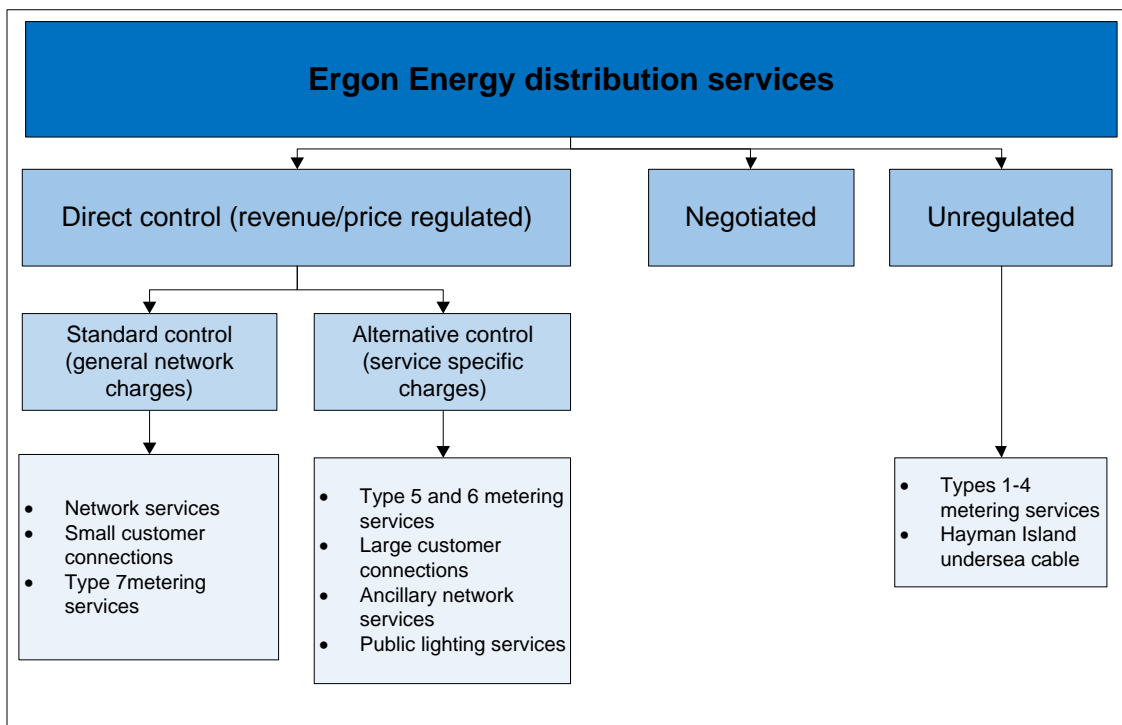 Ergon Energy distribution services
Direct control (revenue/price regulated)
Negotiated
Unregulated
Standard control
(general network
charges)
Alternative control
(service specific
charges)
• Network services
• Small customer
connections
• Type 7metering
services
• Type 5 and 6 metering
services
• Large customer
connections
• Ancillary network
services
• Public lighting services
• Types 1-4
metering services
• Hayman Island
undersea cable